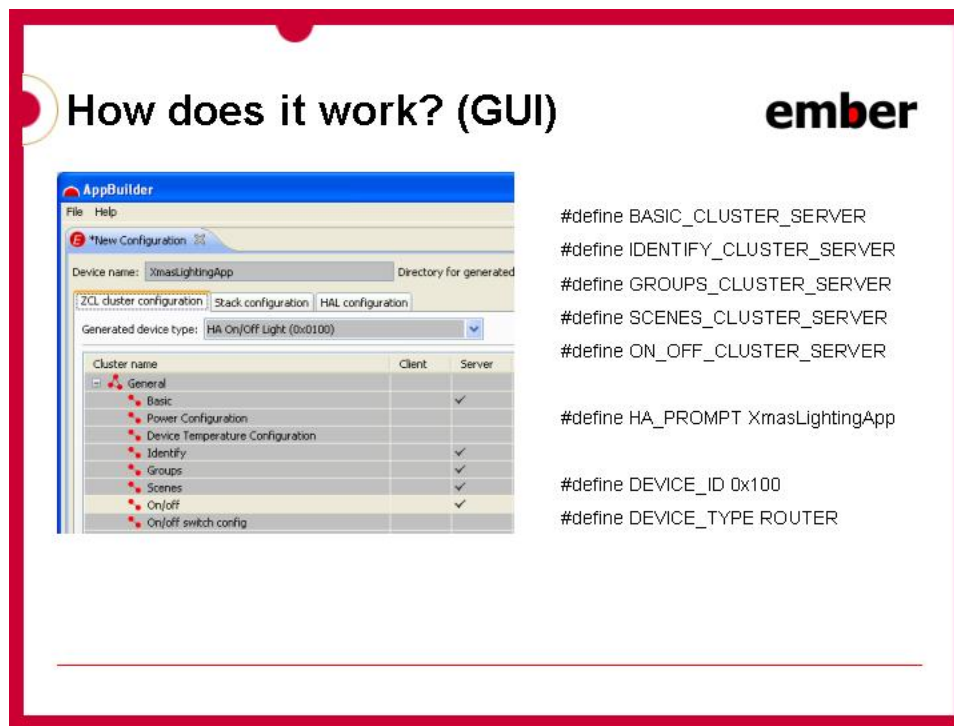 How does it work? (GUI)
ember
AppBuilder
File Help
*New Configuration
Device name: XmasLightingApp Directory for generated
ZCL cluster configuration Stack configuration HAL configuration
Generated device type: HA On/Off Light (0x0100)
Cluster name Client Server
General
Basic
Power Configuration
Device Temperature Configuration
Identify
Groups
Scenes
On/off
On/off switch config
#define BASIC_CLUSTER_SERVER
#define IDENTIFY_CLUSTER_SERVER
#define GROUPS_CLUSTER_SERVER
#define SCENES_CLUSTER_SERVER
#define ON_OFF_CLUSTER_SERVER
#define HA_PROMPT XmasLightingApp
#define DEVICE_ID 0x100
#define DEVICE_TYPE ROUTER